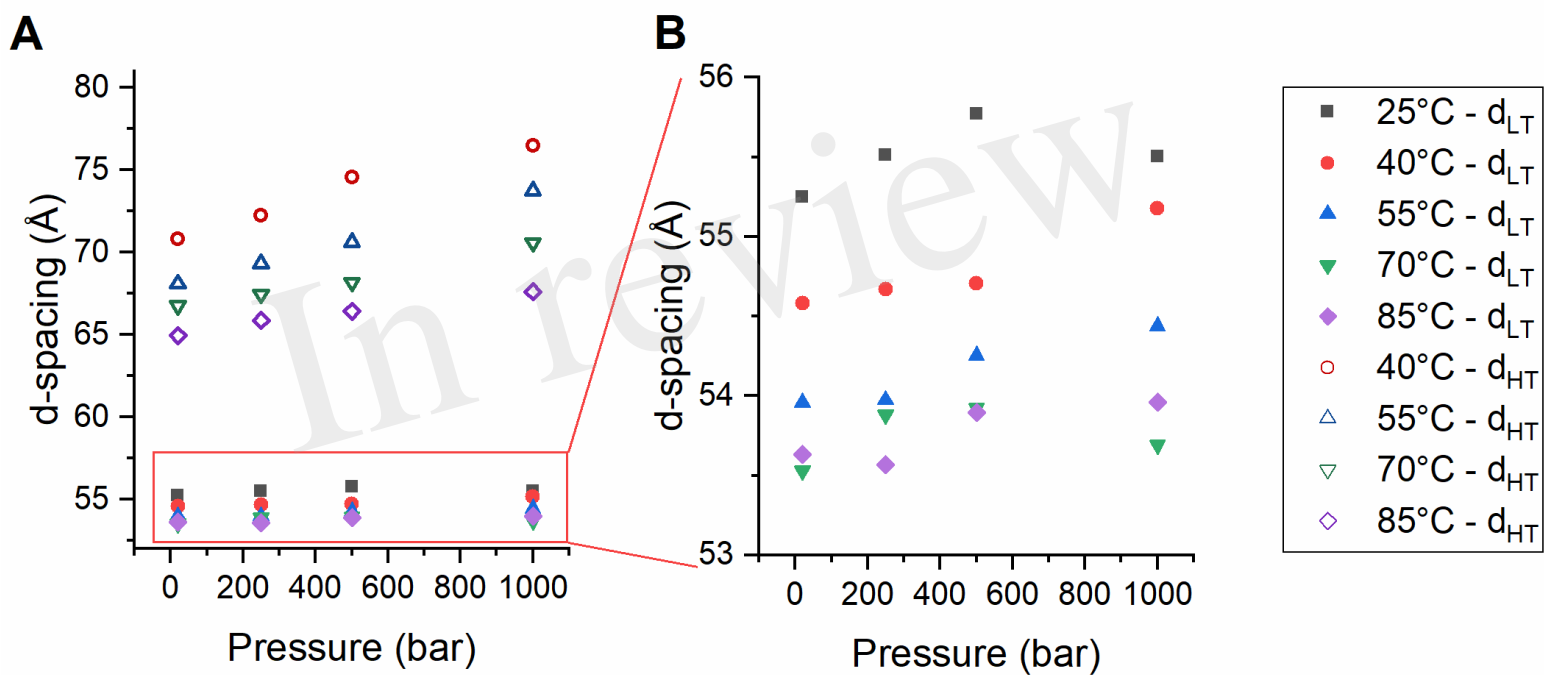 A
80
75
70
65
60
55
d-spacing (Å)
0 200 400 600 800 1000
Pressure (bar)
B
56
55
54
53
d-spacing (Å)
0 200 400 600 800 1000
Pressure (bar)
25°C - dLT
40°C - dLT
55°C - dLT
70°C - dLT
85°C - dLT
40°C - dHT
55°C - dHT
70°C - dHT
85°C - dHT
In review